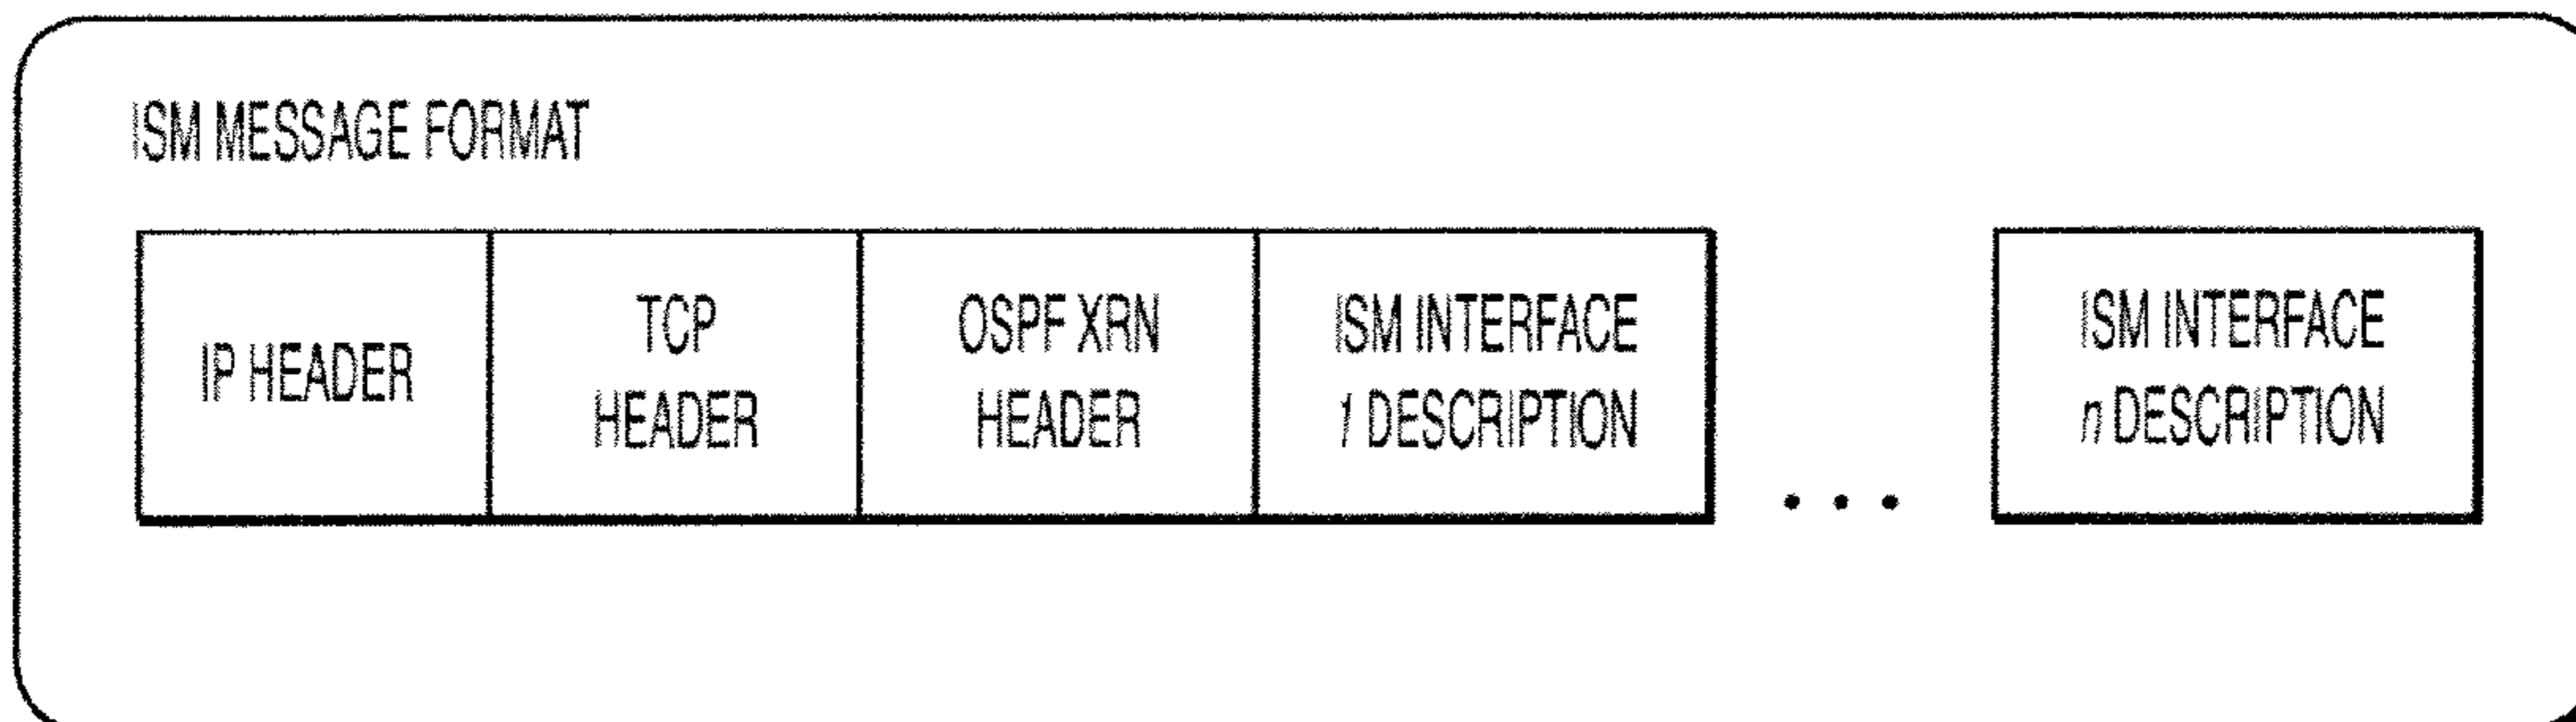 ISM MESSAGE FORMAT
IP HEADER
TCP
HEADER
OSPF XRN
HEADER
ISM INTERFACE
1 DESCRIPTION
. . .
ISM INTERFACE
n DESCRIPTION